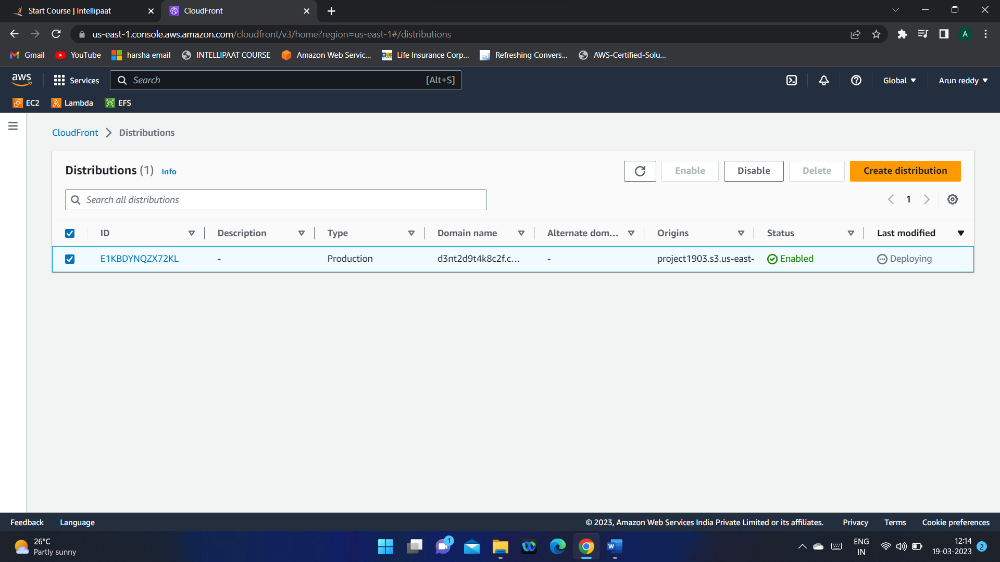 Start Course | Intellipaat
CloudFront
us-east-1.console.aws.amazon.com/cloudfront/v3/home?region=us-east-1#/distributions
A
Gmail YouTube harsha email INTELLIPAAT COURSE Amazon Web Servic... LIC Life Insurance Corp... Refreshing Convers... AWS-Certified-Solu...
aws Services Search [Alt+S] Global Arun reddy
EC2 Lambda EFS
CloudFront Distributions
Distributions (1) Info Enable Disable Delete Create distribution
Search all distributions 1
ID Description Type Domain name Alternate dom... Origins Status Last modified
E1KBDYNQZX72KL - Production d3nt2d9t4k8c2f.c... - project1903.s3.us-east- Enabled Deploying
Feedback Language © 2023, Amazon Web Services India Private Limited or its affiliates. Privacy Terms Cookie preferences
26°C
Partly sunny
1
W
ENG
IN
12:14
19-03-2023
2